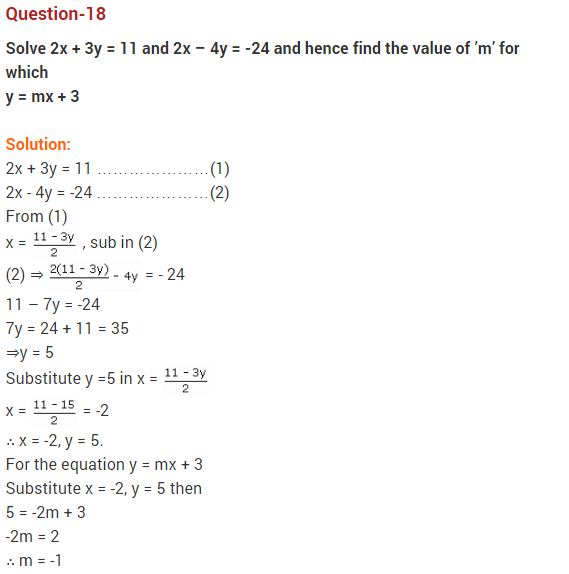 Question-18
Solve 2x + 3y = 11 and 2x – 4y = -24 and hence find the value of 'm' for
which
y = mx + 3
Solution:
2x + 3y = 11 ........................(1)
2x - 4y = -24 ........................(2)
From (1)
x = (11 - 3y)/2 , sub in (2)
(2) ⇒ 2(11 - 3y)/2 - 4y = - 24
11 – 7y = -24
7y = 24 + 11 = 35
⇒y = 5
Substitute y =5 in x = (11 - 3y)/2
x = (11 - 15)/2 = -2
∴ x = -2, y = 5.
For the equation y = mx + 3
Substitute x = -2, y = 5 then
5 = -2m + 3
-2m = 2
∴ m = -1